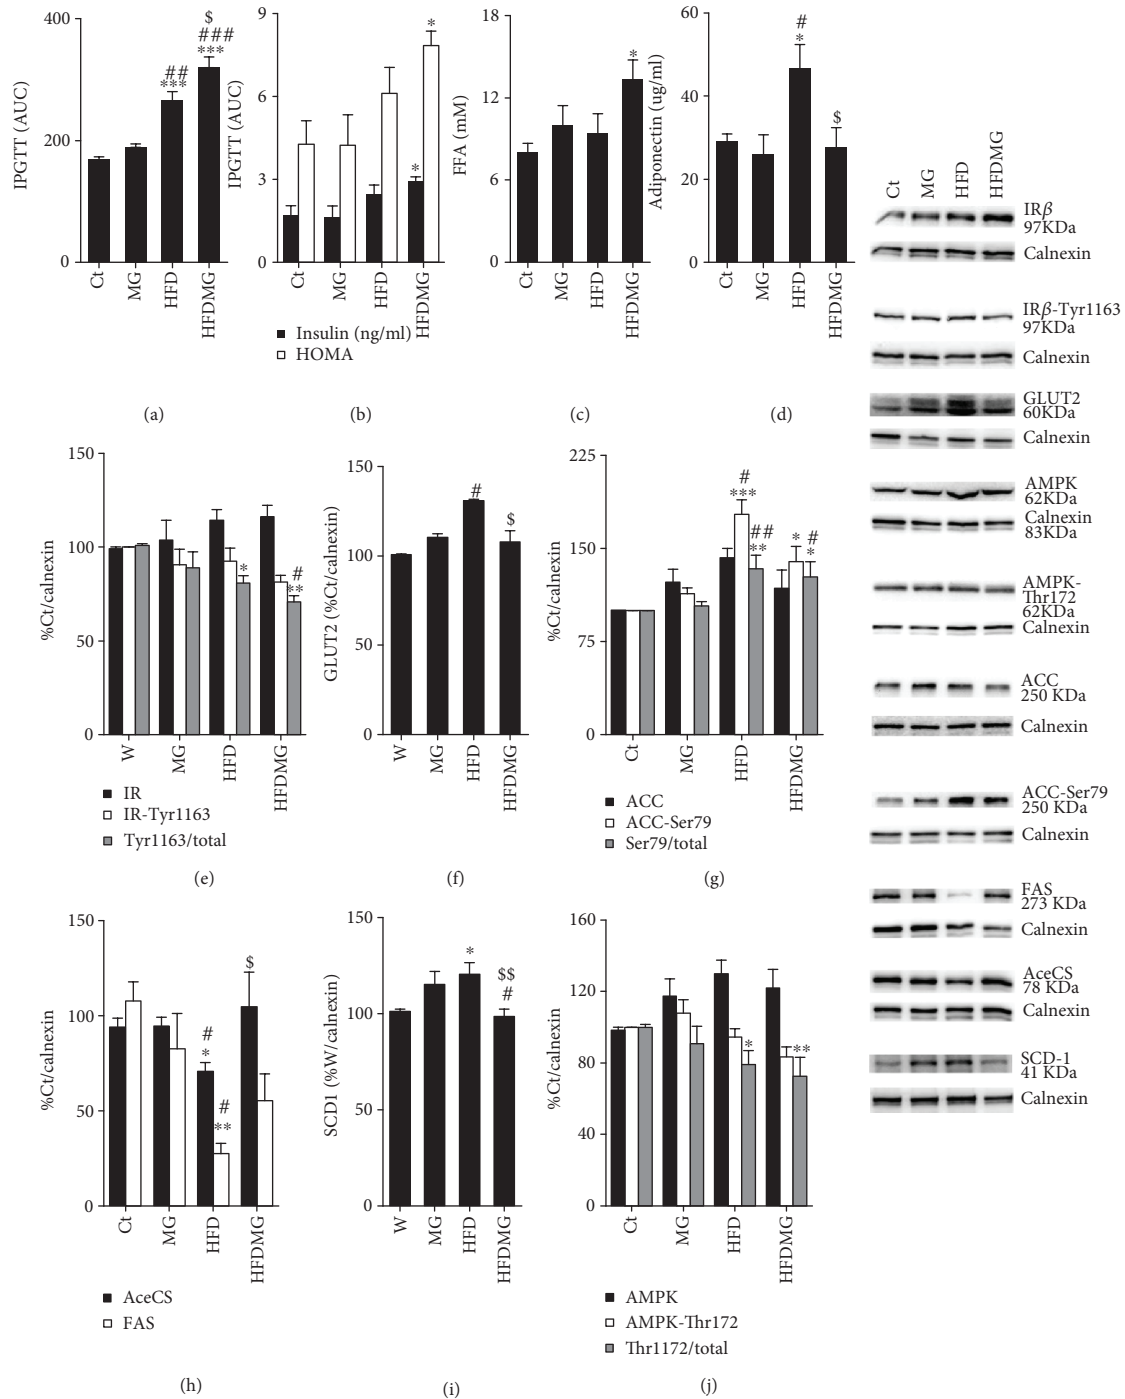 IPGTT (AUC)
400
300
200
0
***
##
***
###
$
Ct
MG
HFD
HFDMG
(a)
IPGTT (AUC)
9
6
3
0
*
*
Ct
MG
HFD
HFDMG
Insulin (ng/ml)
HOMA
(b)
FFA (mM)
18
12
6
0
*
Ct
MG
HFD
HFDMG
(c)
Adiponectin (ug/ml)
60
40
20
0
#
*
$
Ct
MG
HFD
HFDMG
(d)
%Ct/calnexin
150
100
50
0
*
#
**
W
MG
HFD
HFDMG
IR
IR-Tyr1163
Tyr1163/total
(e)
GLUT2 (%Ct/calnexin)
150
100
50
0
#
$
W
MG
HFD
HFDMG
(f)
%Ct/calnexin
225
150
75
0
#
***
##
**
*
#
*
Ct
MG
HFD
HFDMG
ACC
ACC-Ser79
Ser79/total
(g)
%Ct/calnexin
150
100
50
0
#
*
#
**
$
Ct
MG
HFD
HFDMG
AceCS
FAS
(h)
SCD1 (%W/calnexin)
150
100
50
0
*
$$
#
W
MG
HFD
HFDMG
(i)
%Ct/calnexin
160
120
80
40
0
*
**
Ct
MG
HFD
HFDMG
AMPK
AMPK-Thr172
Thr1172/total
(j)
Ct
MG
HFD
HFDMG
IRβ
97KDa
Calnexin
IRβ-Tyr1163
97KDa
Calnexin
GLUT2
60KDa
Calnexin
AMPK
62KDa
Calnexin
83KDa
AMPK-
Thr172
62KDa
Calnexin
ACC
250 KDa
Calnexin
ACC-Ser79
250 KDa
Calnexin
FAS
273 KDa
Calnexin
AceCS
78 KDa
Calnexin
SCD-1
41 KDa
Calnexin